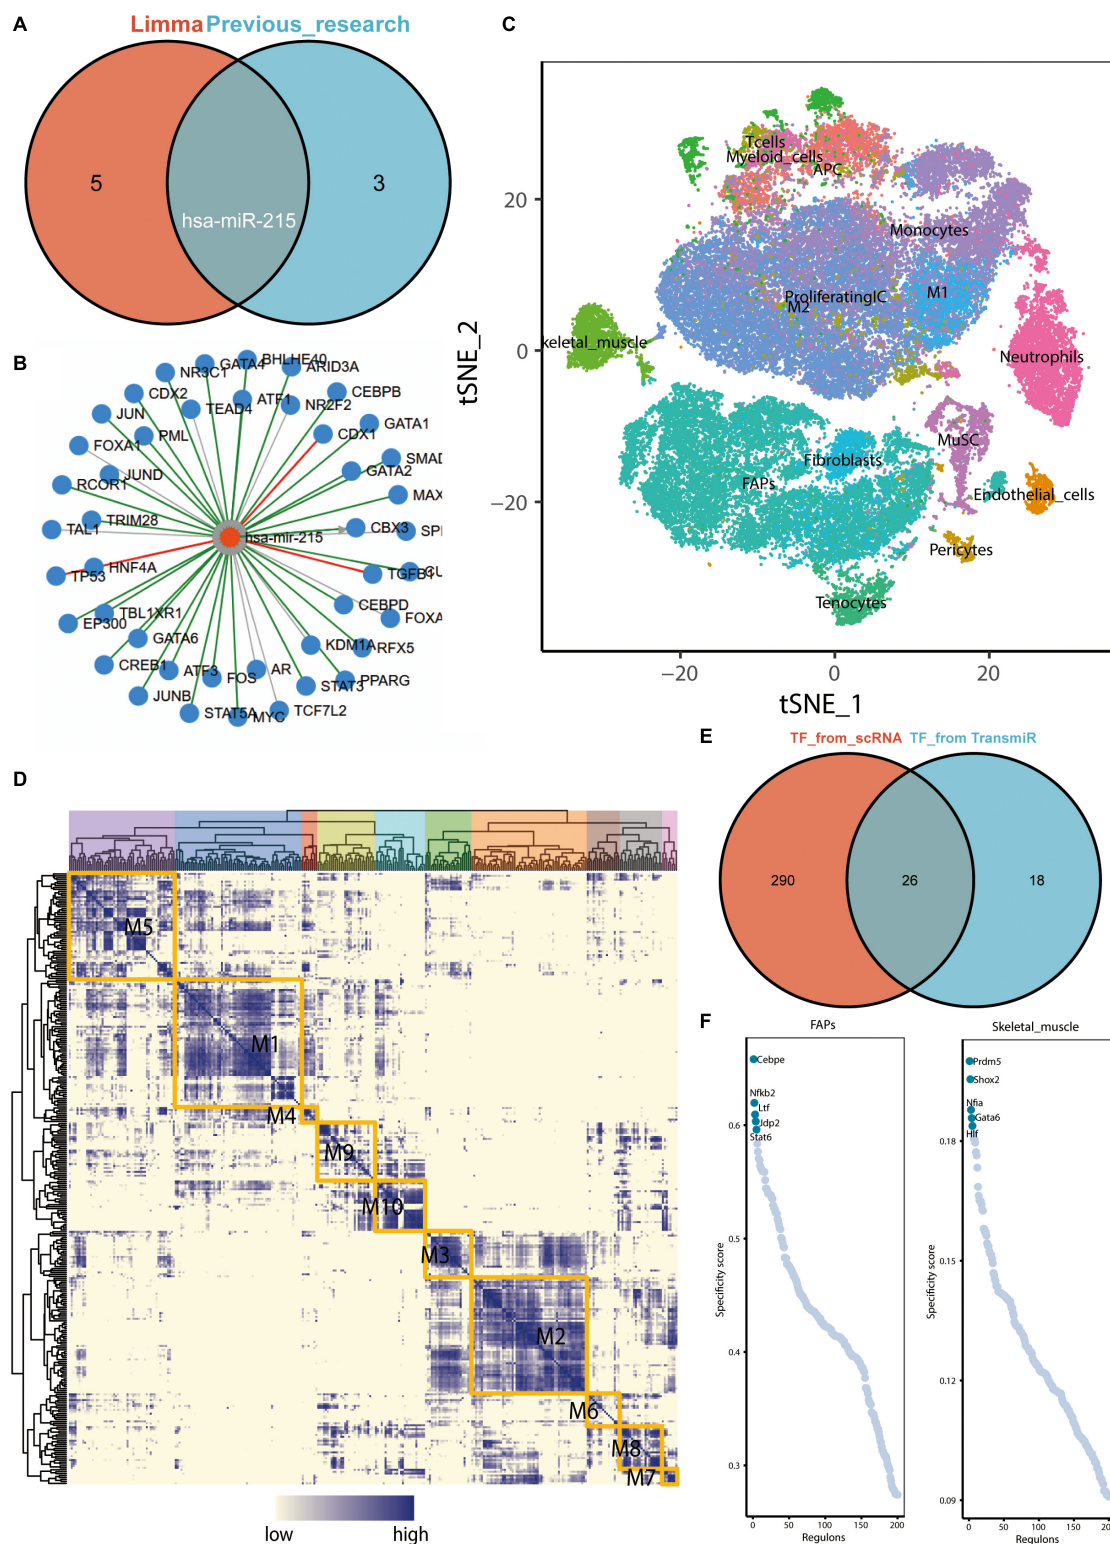 A
Limma Previous_research
5
hsa-miR-215
3
B
GATA4
BHLHE40
NR3C1
ARID3A
CDX2
TEAD4
ATF1
NR2F2
CEBPB
JUN
PML
CDX1
GATA1
FOXA1
JUND
GATA2
SMAD
RCOR1
MAX
TRIM28
TAL1
hsa-mir-215
CBX3
SP
HNF4A
TP53
TGFB1
CU
TBL1XR1
EP300
CEBPD
FOXA
GATA6
KDM1A
RFX5
CREB1
ATF3
FOS
AR
STAT3
PPARG
JUNB
STAT5A
MYC
TCF7L2
C
tSNE_2
20
0
−20
Tcells
Myeloid_cells
APC
Monocytes
ProliferatingIC
M1
M2
keletal_muscle
Neutrophils
MuSC
Fibroblasts
FAPs
Endothelial_cells
Pericytes
Tenocytes
−20
0
20
tSNE_1
D
M5
M1
M4
M9
M10
M3
M2
M6
M8
M7
low
high
E
TF_from_scRNA TF_from TransmiR
290
26
18
F
FAPs
Specificity score
0.6
0.5
0.4
0.3
Cebpe
Nfkb2
Ltf
Jdp2
Stat6
0
50
100
150
200
Regulons
Skeletal_muscle
Specificity score
0.18
0.15
0.12
0.09
Prdm5
Shox2
Nfia
Gata6
Hlf
0
50
100
150
200
Regulons